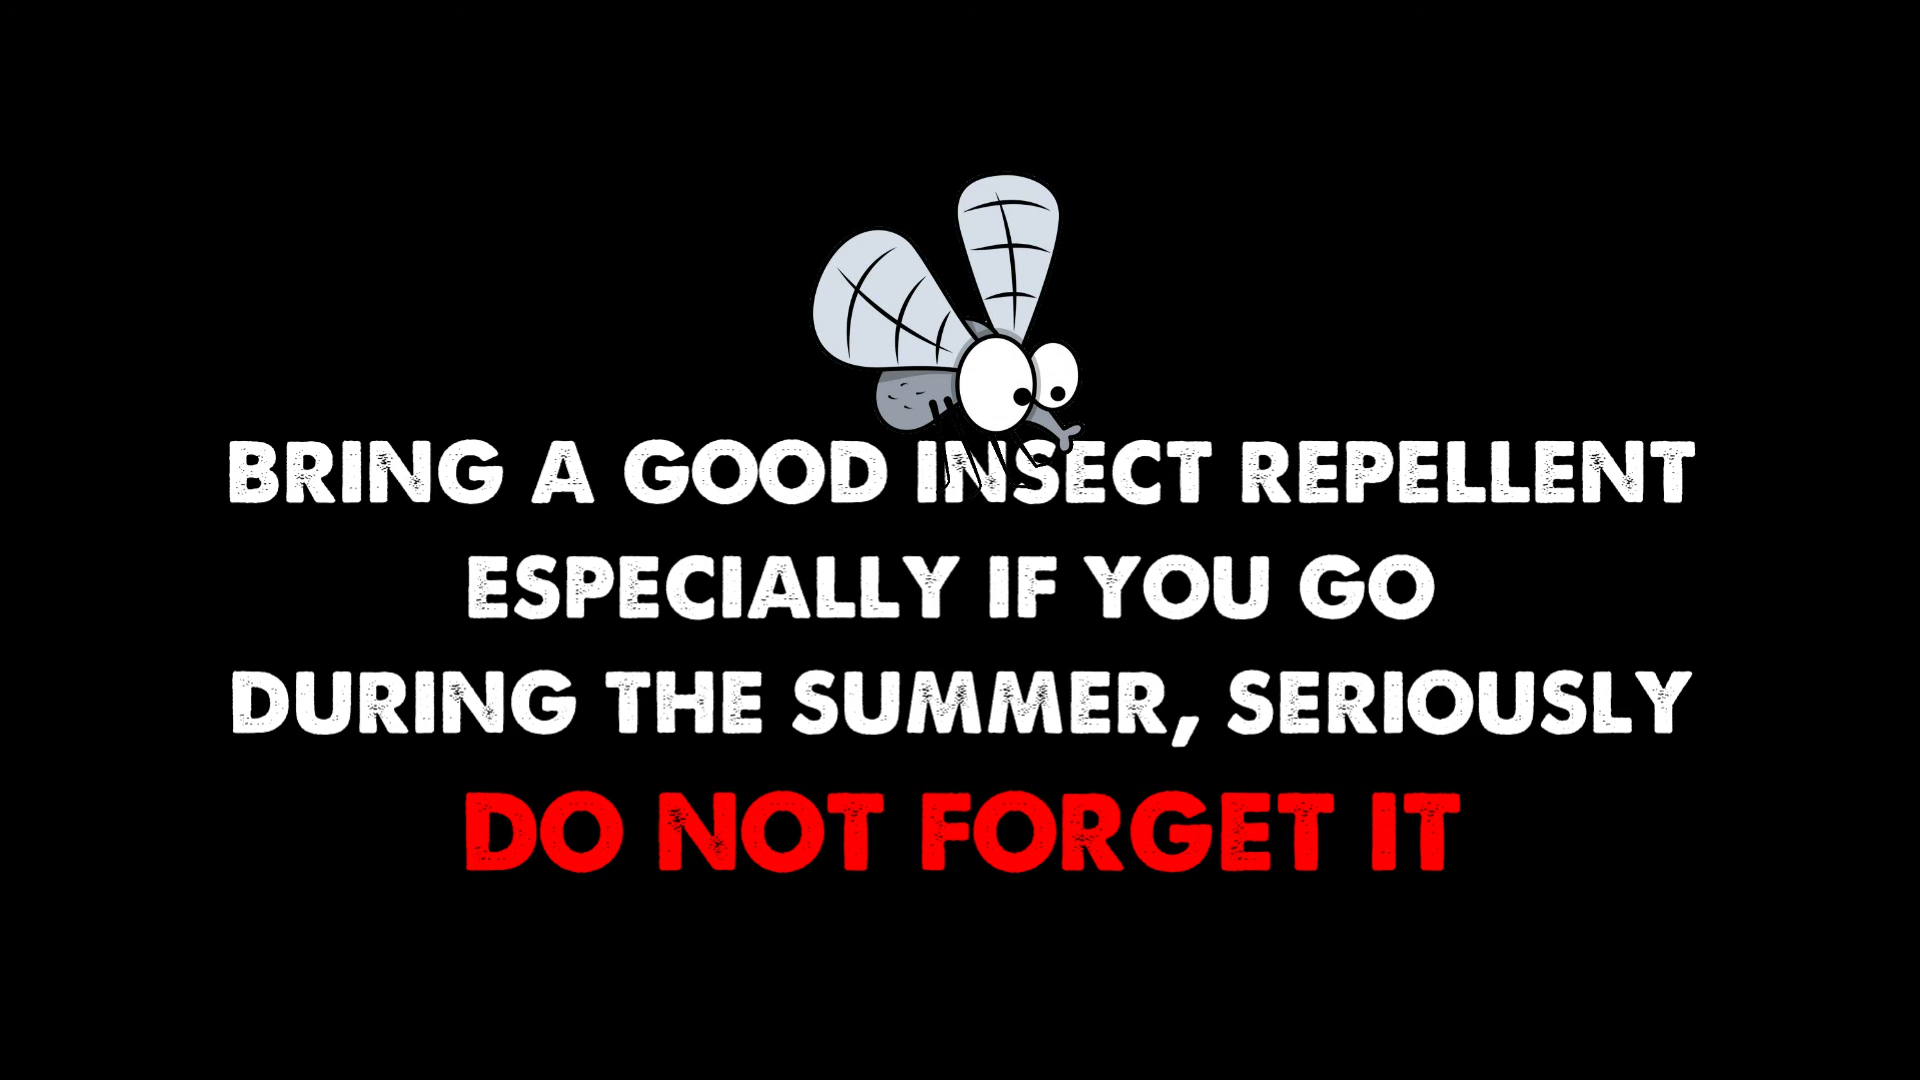 BRING A GOOD INSECT REPELLENT
ESPECIALLY IF YOU GO
DURING THE SUMMER, SERIOUSLY
DO NOT FORGET IT